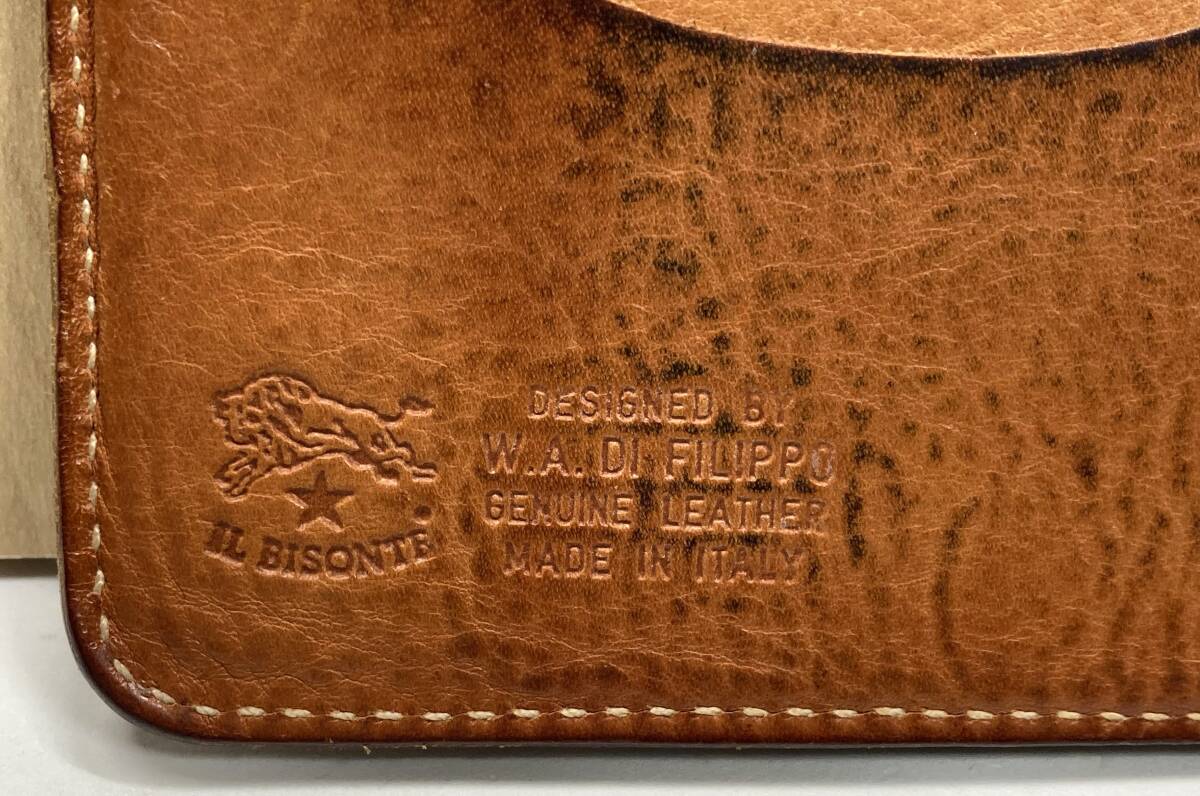 IL BISONTE®
DESIGNED BY
W.A. DI FILIPPO
GENUINE LEATHER
MADE IN ITALY